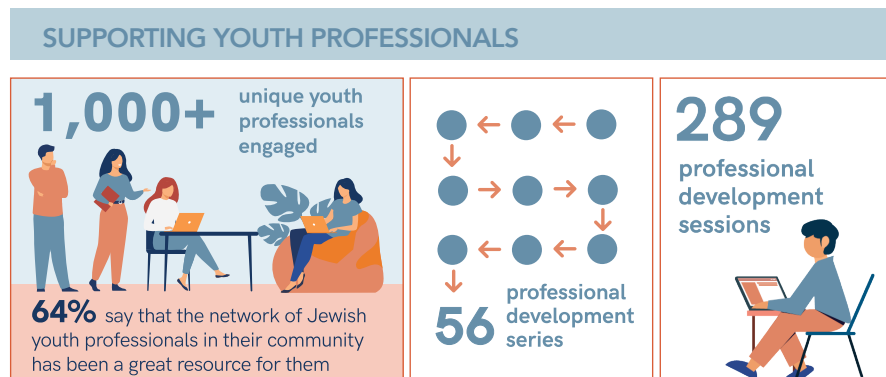 SUPPORTING YOUTH PROFESSIONALS
1,000+
unique youth
professionals
engaged
64% say that the network of Jewish
youth professionals in their community
has been a great resource for them
56
professional
development
series
289
professional
development
sessions